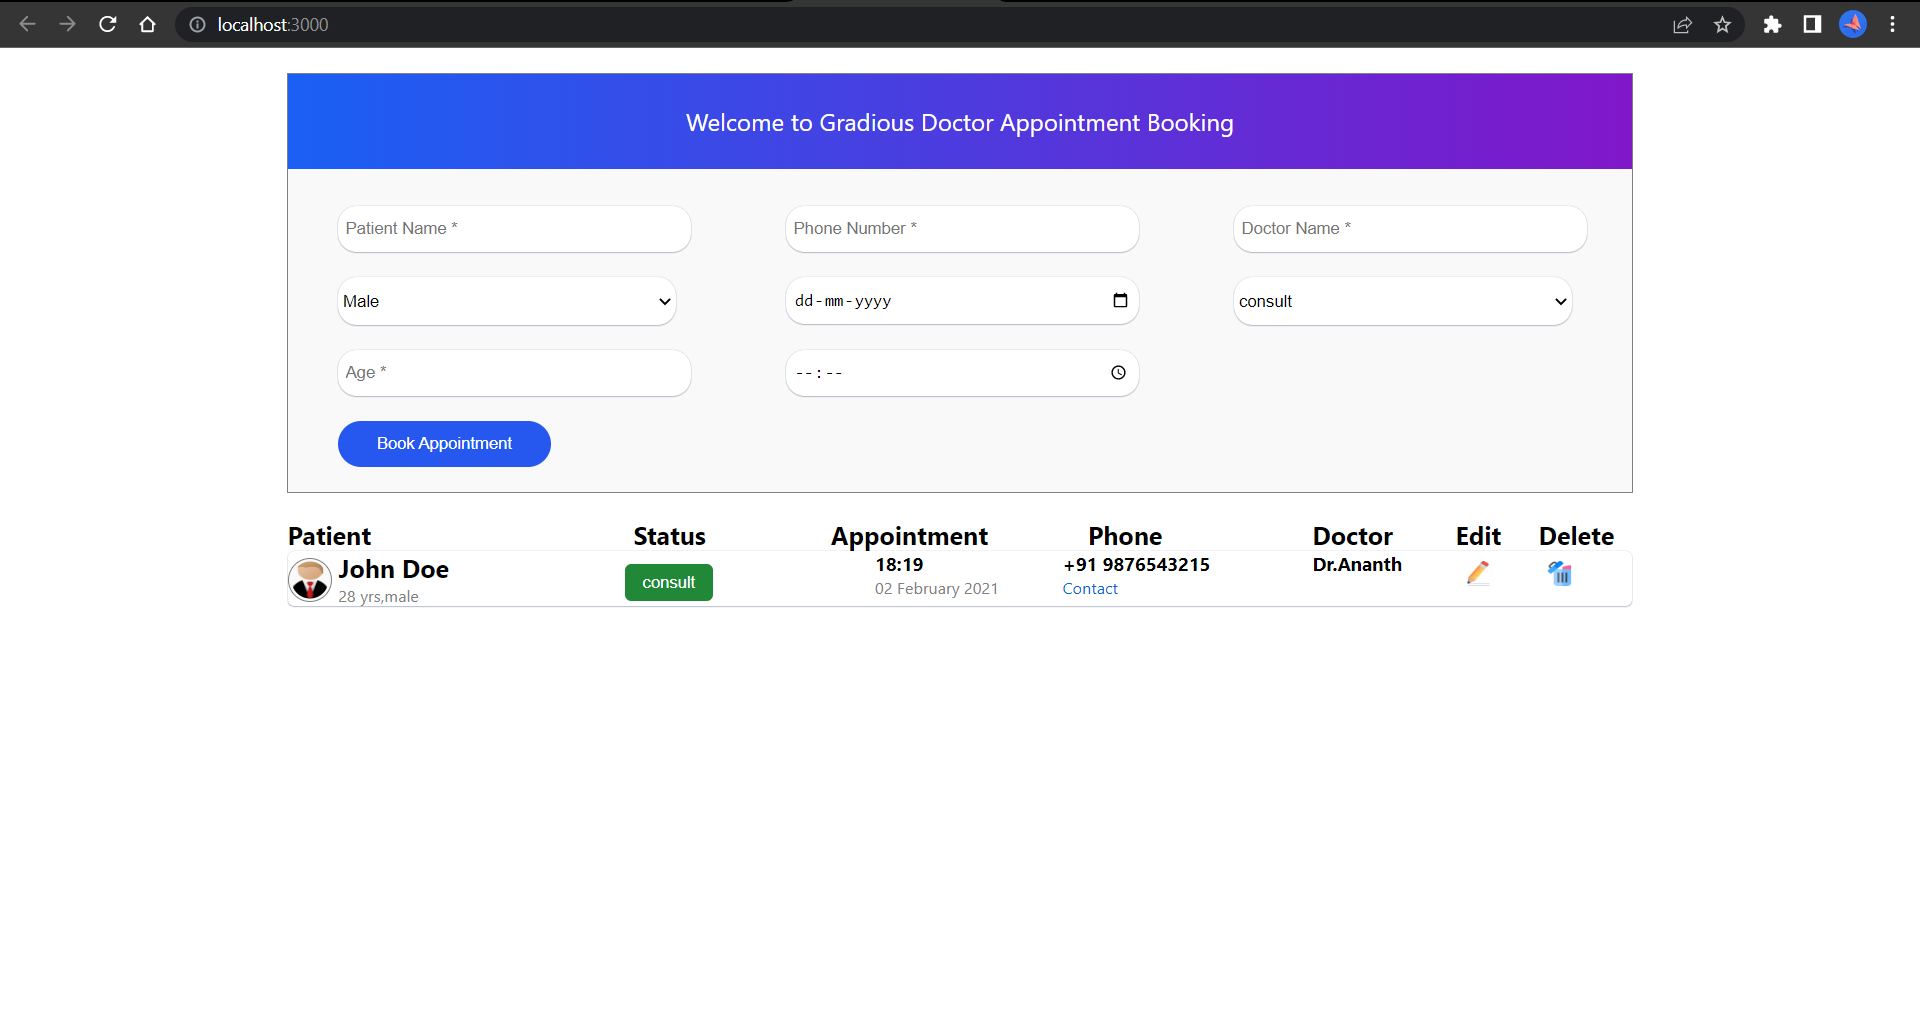 localhost:3000
Welcome to Gradious Doctor Appointment Booking
Patient Name * Phone Number * Doctor Name *
Male dd-mm-yyyy consult
Age * --:--
Book Appointment
Patient Status Appointment Phone Doctor Edit Delete
John Doe consult 18:19 +91 9876543215 Dr.Ananth
28 yrs,male 02 February 2021 Contact